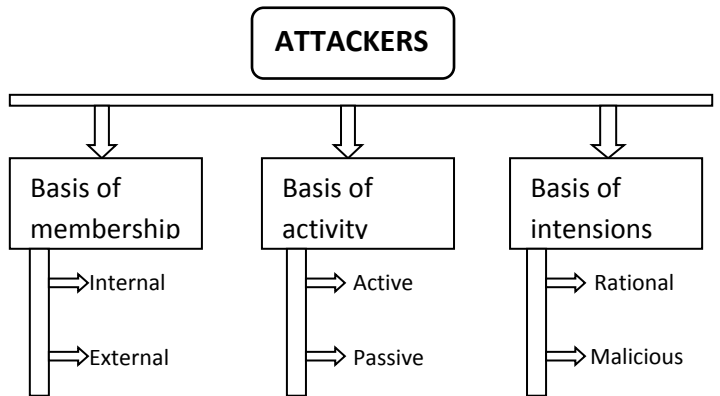 ATTACKERS
Basis of
membership
Internal
External
Basis of
activity
Active
Passive
Basis of
intensions
Rational
Malicious